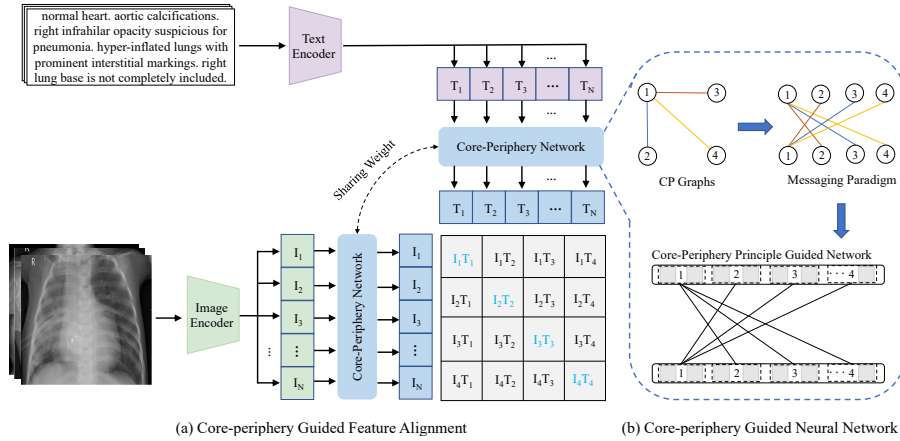 normal heart. aortic calcifications.
right infrahilar opacity suspicious for
pneumonia. hyper-inflated lungs with
prominent interstitial markings. right
lung base is not completely included.
Text
Encoder
...
T1 T2 T3 ... TN
...
Core-Periphery Network
...
T1 T2 T3 ... TN
Sharing Weight
R
Image
Encoder
...
I1
I2
I3
⋮
IN
Core-Periphery Network
I1
I2
I3
⋮
IN
I1T1 I1T2 I1T3 I1T4
I2T1 I2T2 I2T3 I2T4
I3T1 I3T2 I3T3 I3T4
I4T1 I4T2 I4T3 I4T4
(a) Core-periphery Guided Feature Alignment
1 3
2 4
CP Graphs
1 2 3 4
1 2 3 4
Messaging Paradigm
Core-Periphery Principle Guided Network
1 2 3 ... 4
1 2 3 ... 4
(b) Core-periphery Guided Neural Network